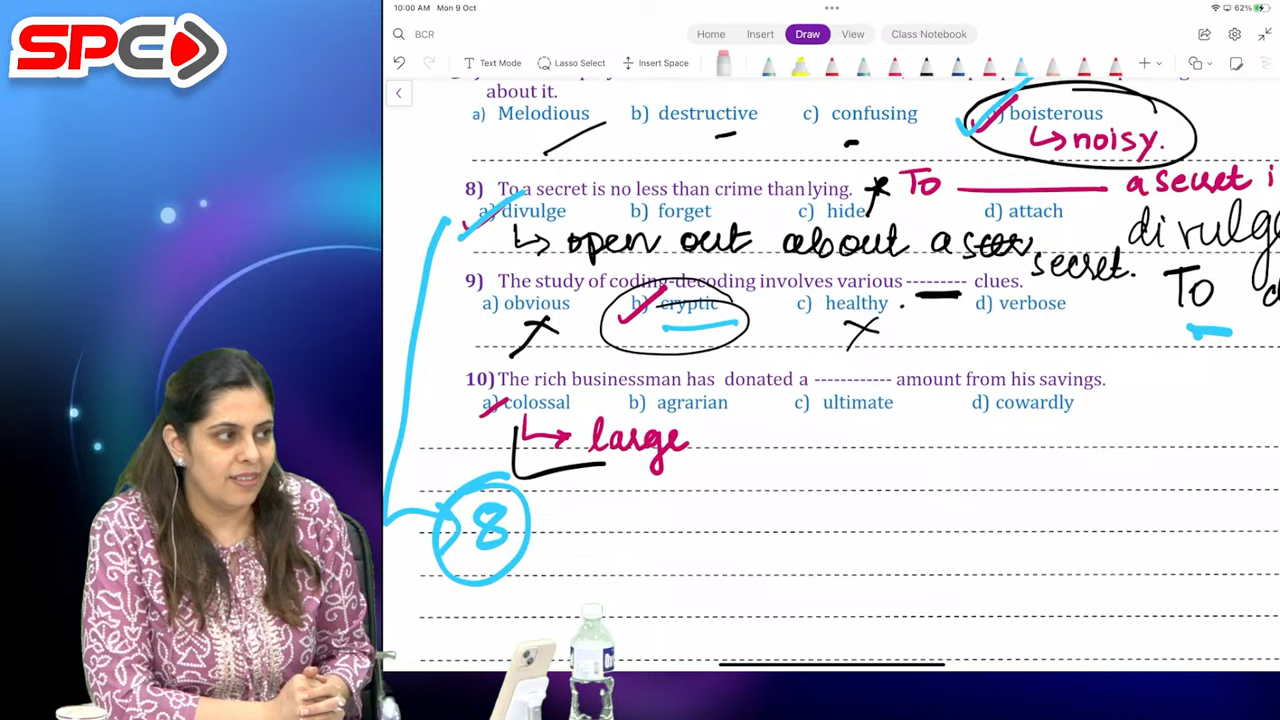 10:00 AM Mon 9 Oct
62%
SPE
BCR
Home Insert Draw View Class Notebook
Text Mode Lasso Select Insert Space
about it.
a) Melodious b) destructive c) confusing boisterous
noisy.
8) To a secret is no less than crime than lying. To a secret i
a) divulge b) forget c) hide d) attach
open out about a secret. divulge
9) The study of coding-decoding involves various --------- clues.
To
a) obvious b) cryptic c) healthy d) verbose
10) The rich businessman has donated a ------------ amount from his savings.
a) colossal b) agrarian c) ultimate d) cowardly
large
8